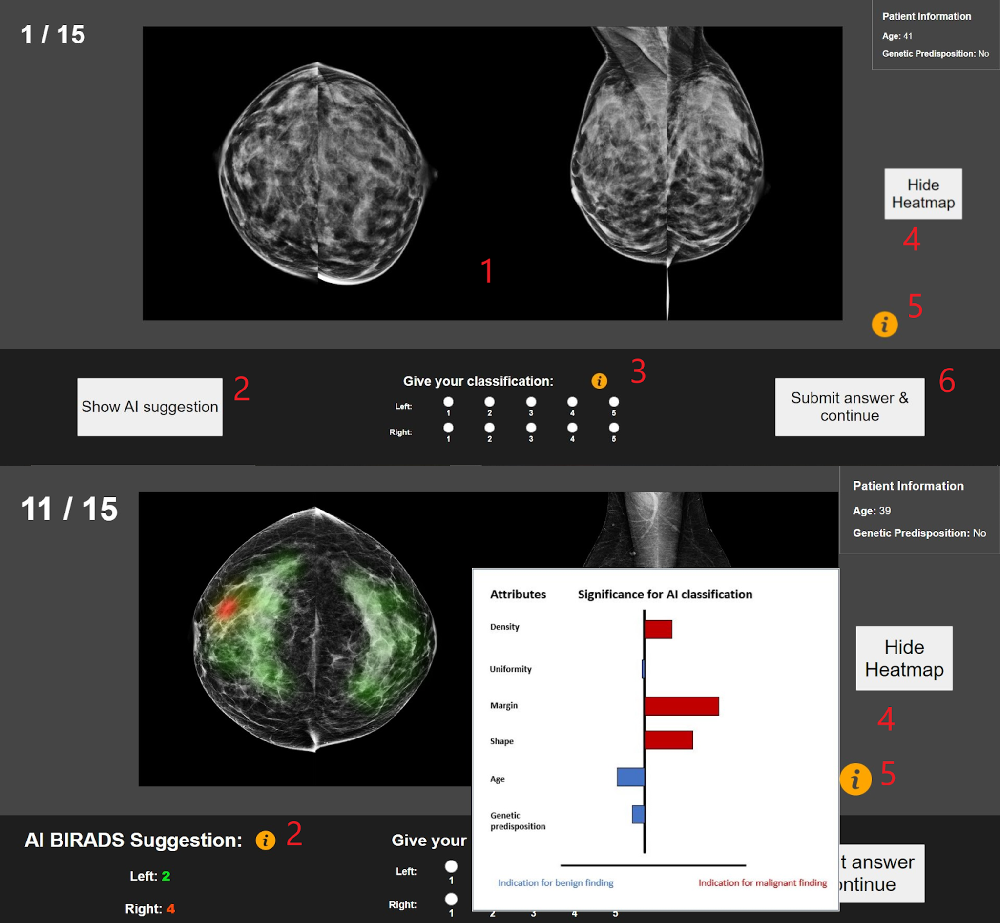 1 / 15
Patient Information
Age: 41
Genetic Predisposition: No
Hide
Heatmap
4
1
5
i
Show AI suggestion
2
Give your classification:
i
3
Left:
1 2 3 4 5
Right:
1 2 3 4 5
Submit answer &
continue
6
11 / 15
Patient Information
Age: 39
Genetic Predisposition: No
Hide
Heatmap
4
i
5
Attributes Significance for AI classification
Density
Uniformity
Margin
Shape
Age
Genetic
predisposition
Indication for benign finding
Indication for malignant finding
AI BIRADS Suggestion:
i
2
Left: 2
Right: 4
Give your
Left:
1
Right:
1 2 3 4 5
t answer
ontinue